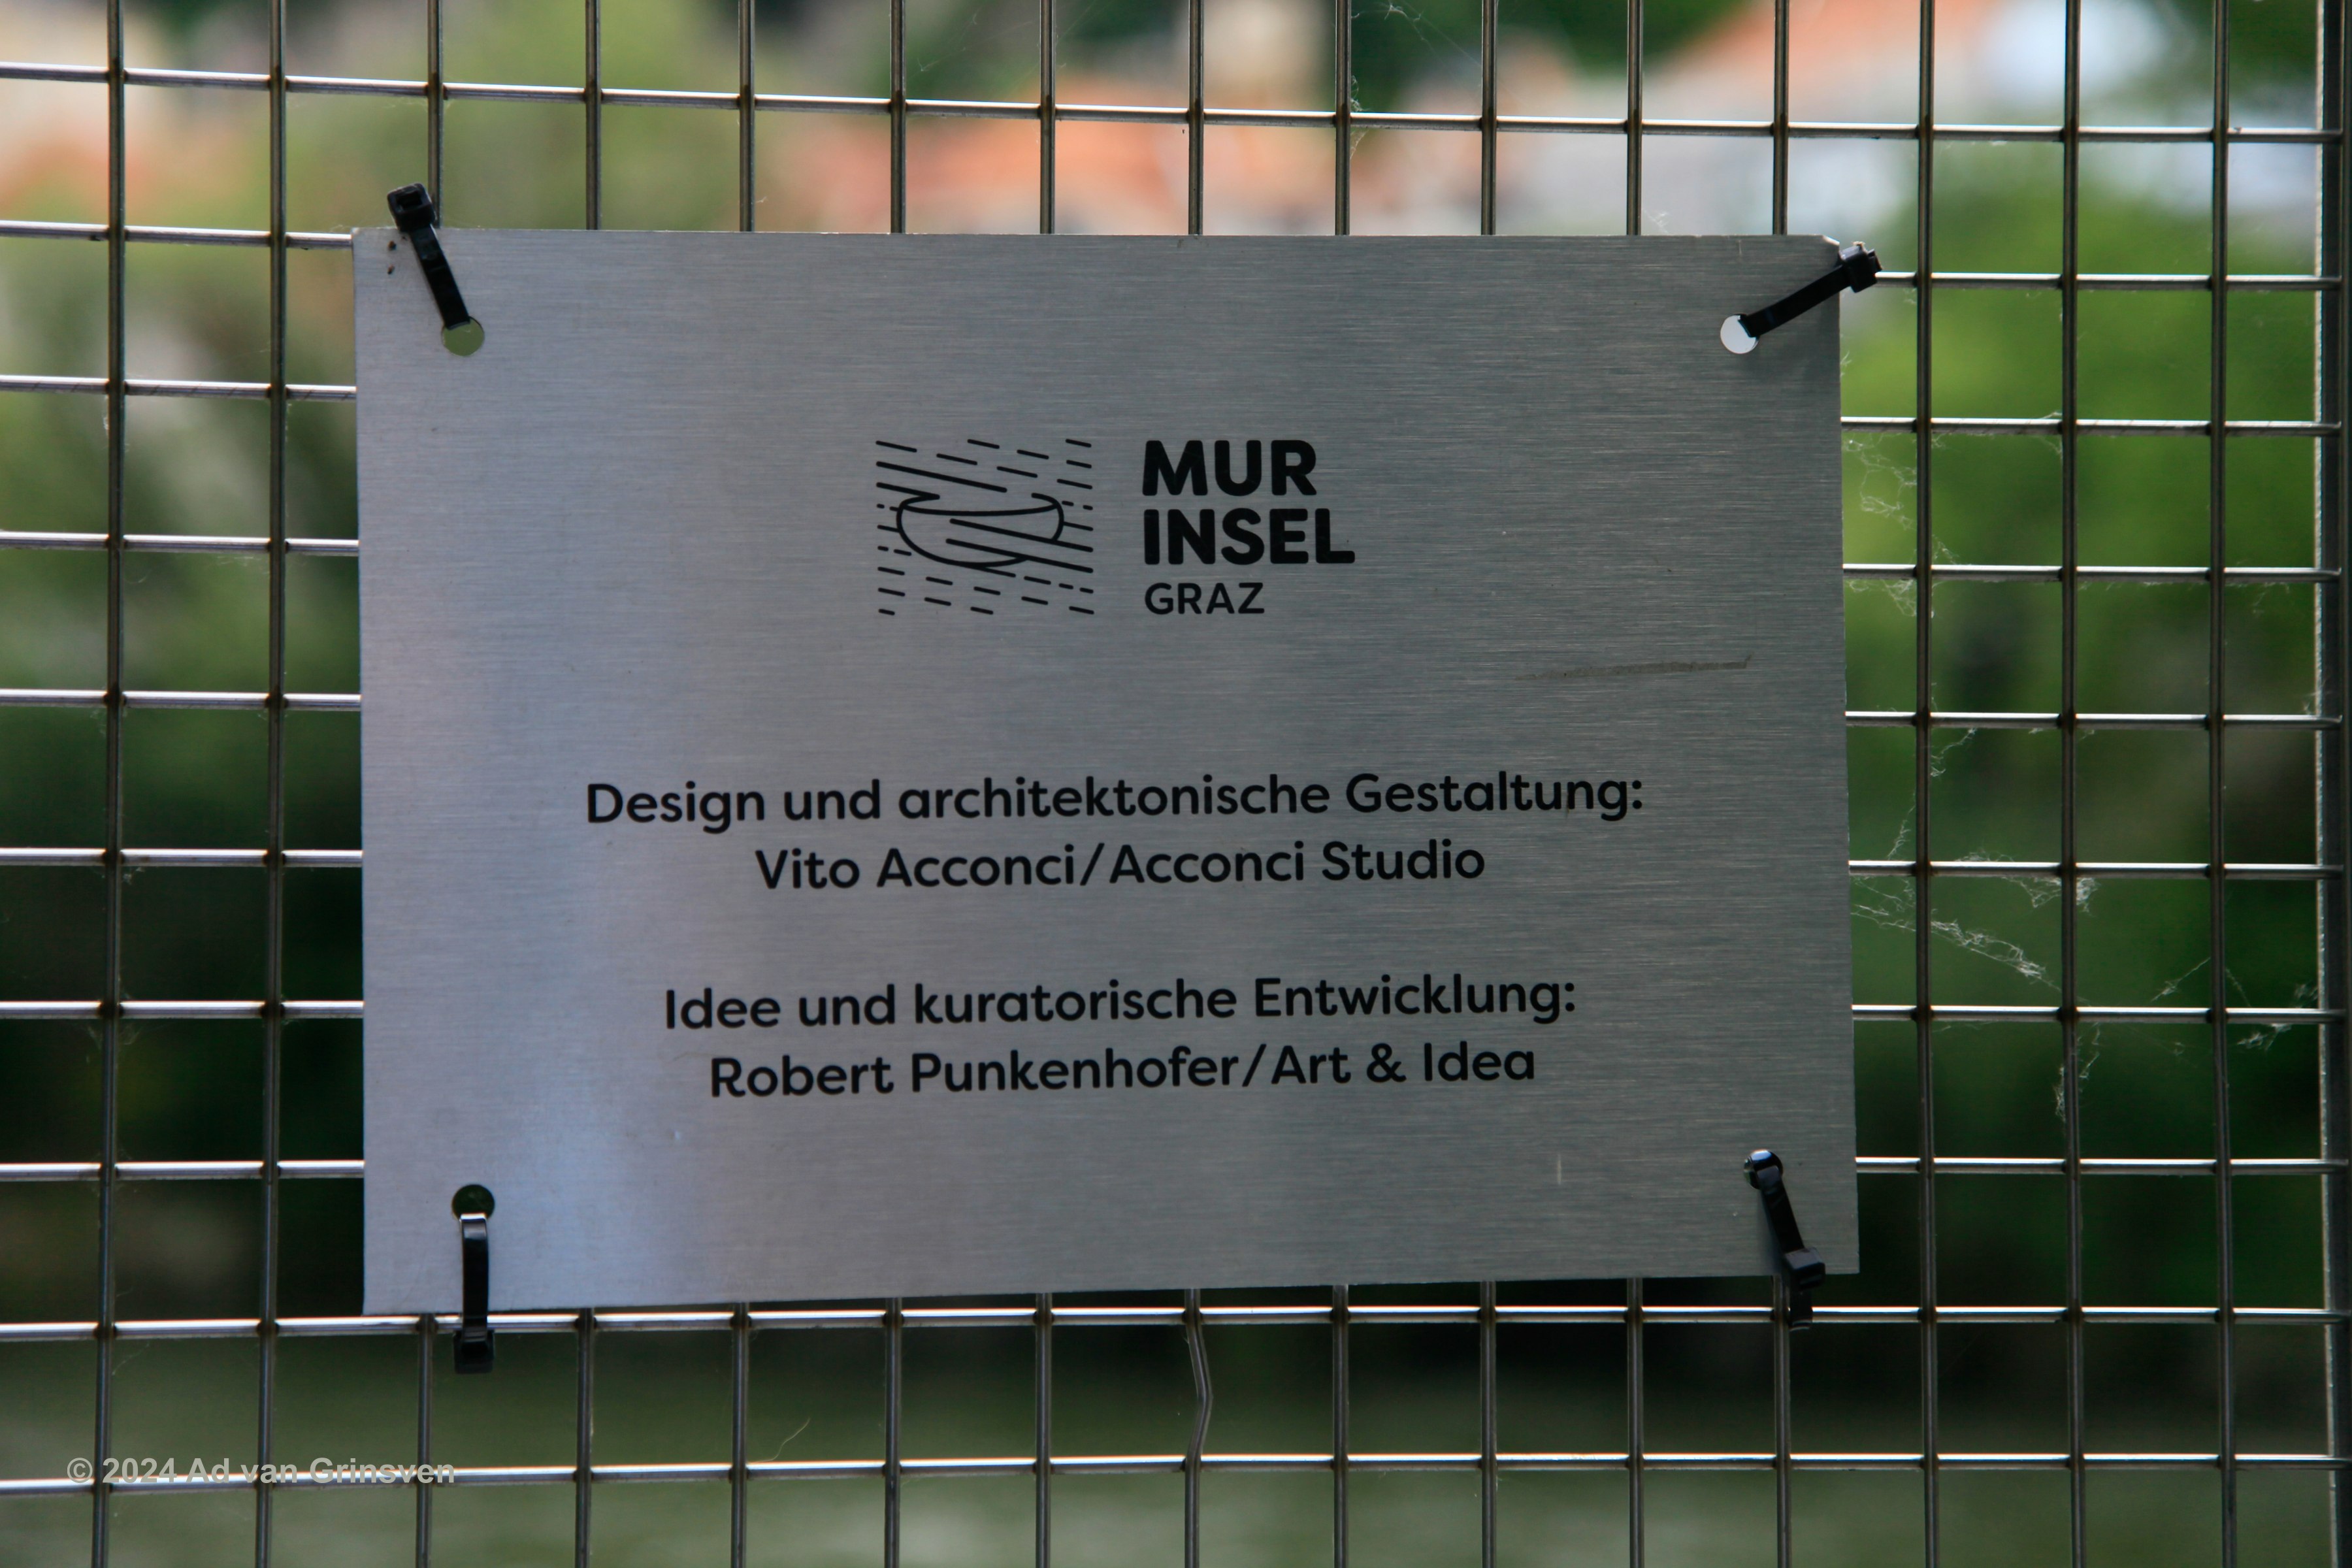 MUR
INSEL
GRAZ
Design und architektonische Gestaltung:
Vito Acconci/Acconci Studio
Idee und kuratorische Entwicklung:
Robert Punkenhofer/Art & Idea
© 2024 Ad van Grinsven